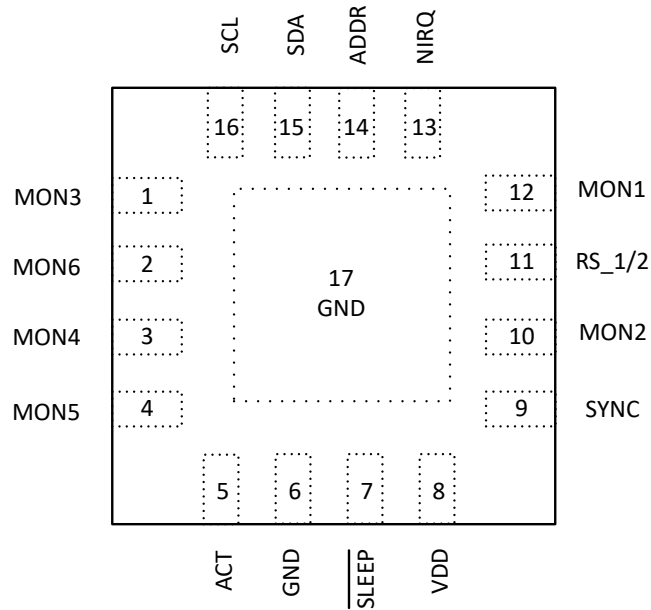 SCL
SDA
ADDR
NIRQ
16
15
14
13
MON3
1
12
MON1
MON6
2
11
RS_1/2
17
GND
MON4
3
10
MON2
MON5
4
9
SYNC
5
6
7
8
ACT
GND
SLEEP
VDD